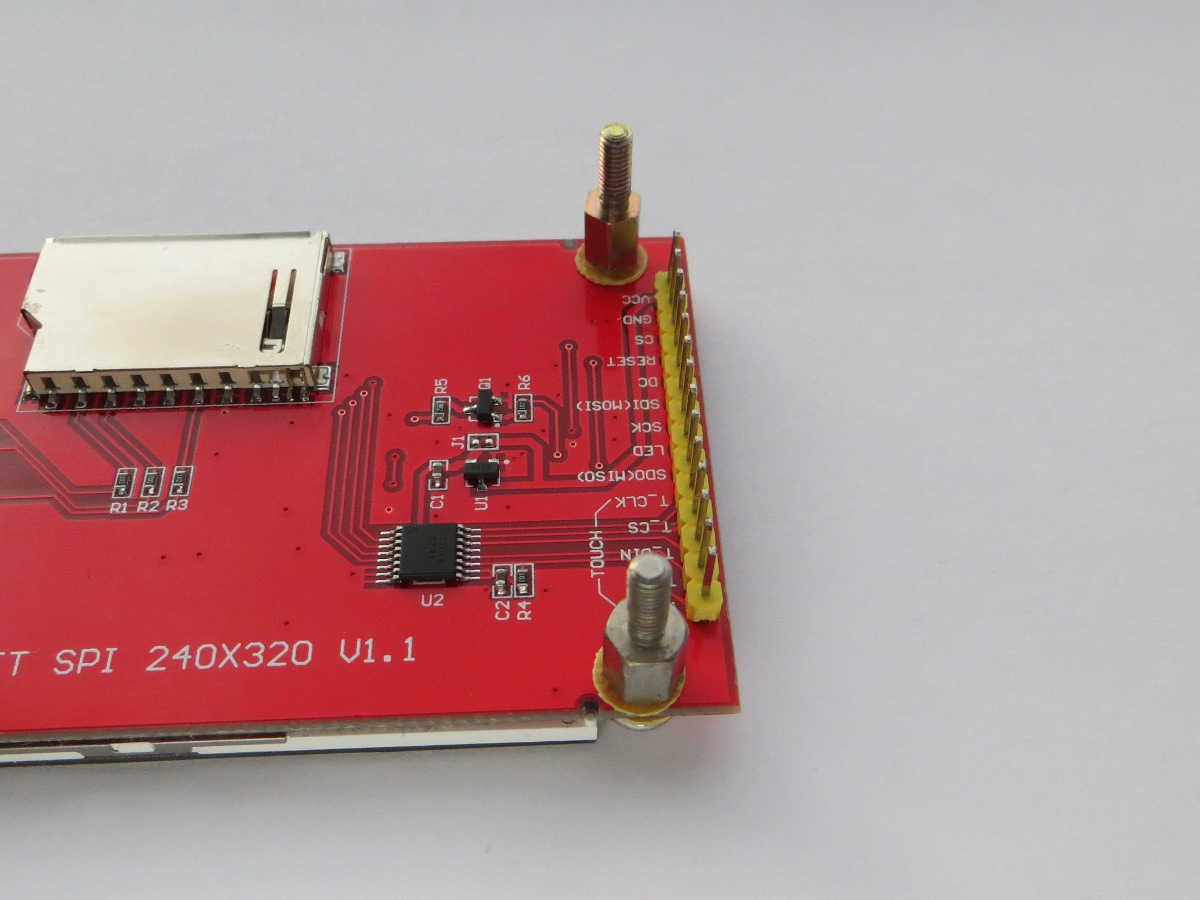 VCC
GND
CS
RESET
DC
SDI(MOSI)
SCK
LED
SDO(MISO)
T_CLK
T_CS
T_DIN
TOUCH
R5
Q1
R6
J1
C1
U1
R1
R2
R3
U2
C2
R4
SPI 240X320 V1.1